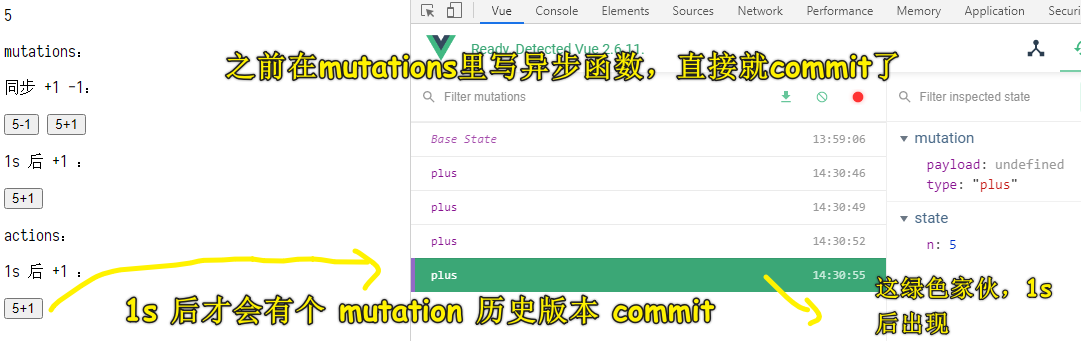 5
mutations:
同步 +1 -1:
5-1 5+1
1s 后 +1 :
5+1
actions:
1s 后 +1 :
5+1
Vue Console Elements Sources Network Performance Memory Application Securi
Ready. Detected Vue 2.6.11.
之前在mutations里写异步函数，直接就commit了
Filter mutations
Base State 13:59:06
plus 14:30:46
plus 14:30:49
plus 14:30:52
plus 14:30:55
Filter inspected state
mutation
payload: undefined
type: "plus"
state
n: 5
1s 后才会有个 mutation 历史版本 commit
这绿色家伙，1s
后出现